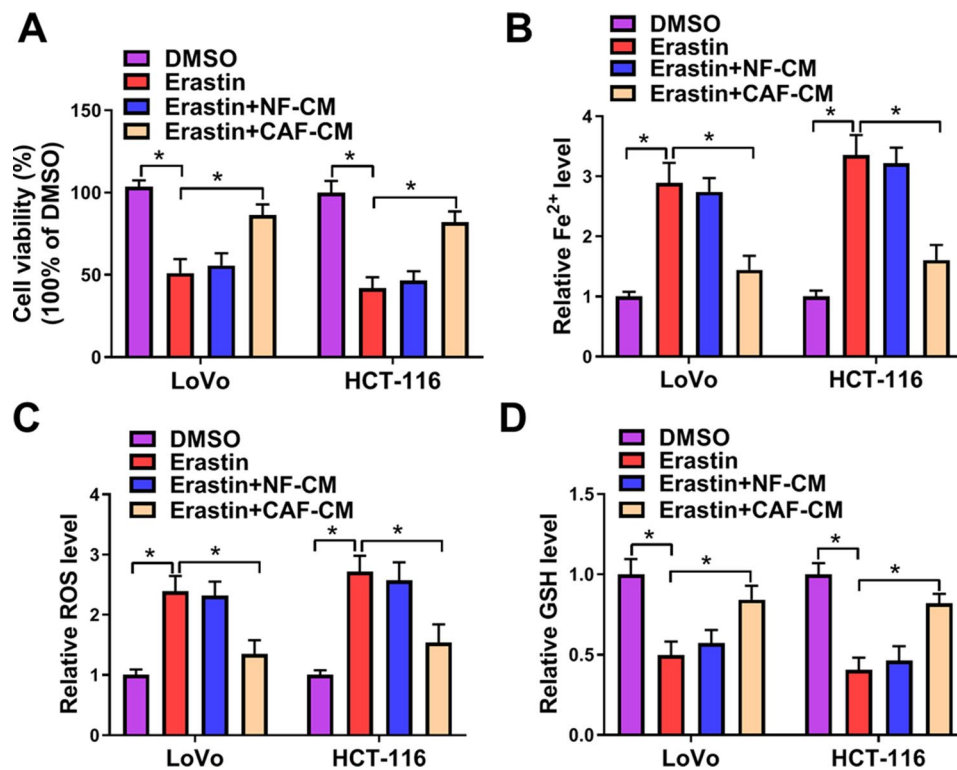 A
DMSO
Erastin
Erastin+NF-CM
Erastin+CAF-CM
Cell viability (%)
(100% of DMSO)
150
100
50
0
*
*
*
*
LoVo
HCT-116
B
DMSO
Erastin
Erastin+NF-CM
Erastin+CAF-CM
Relative Fe²⁺ level
4
3
2
1
0
*
*
*
*
LoVo
HCT-116
C
DMSO
Erastin
Erastin+NF-CM
Erastin+CAF-CM
Relative ROS level
4
3
2
1
0
*
*
*
*
LoVo
HCT-116
D
DMSO
Erastin
Erastin+NF-CM
Erastin+CAF-CM
Relative GSH level
1.5
1.0
0.5
0.0
*
*
*
*
LoVo
HCT-116